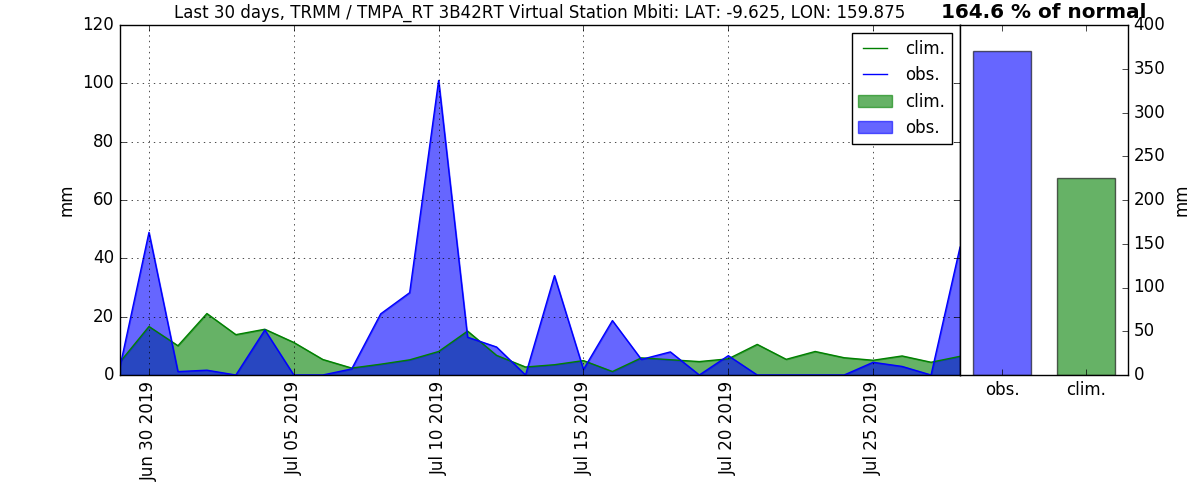 Last 30 days, TRMM / TMPA_RT 3B42RT Virtual Station Mbiti: LAT: -9.625, LON: 159.875
164.6 % of normal
120
100
80
60
40
20
0
mm
clim.
obs.
clim.
obs.
Jun 30 2019
Jul 05 2019
Jul 10 2019
Jul 15 2019
Jul 20 2019
Jul 25 2019
400
350
300
250
200
150
100
50
0
mm
obs.
clim.